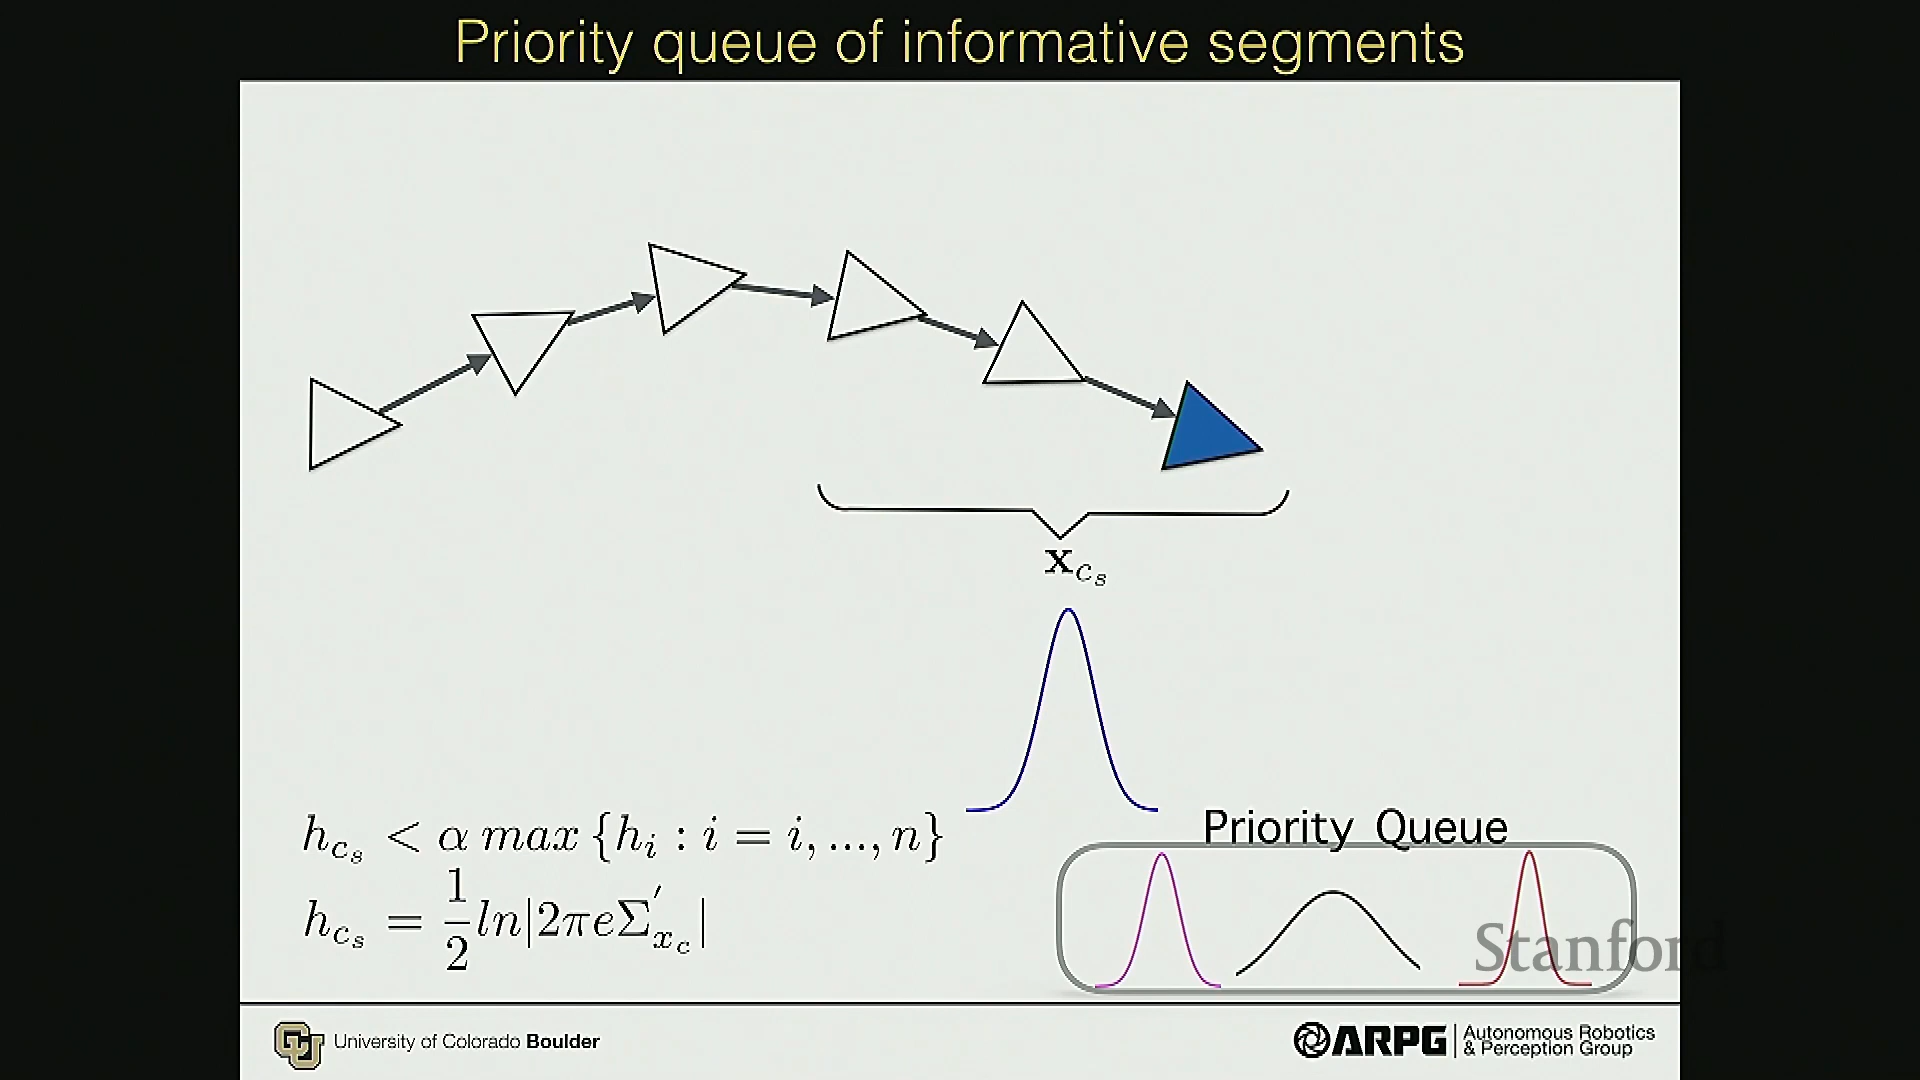 Priority queue of informative segments
𝐱_{c_s}
h_{c_s} < α max {h_i : i = i, ..., n}
h_{c_s} = \frac{1}{2} ln|2πeΣ'_{x_c}|
Priority Queue
Stanford
University of Colorado Boulder
ARPG
Autonomous Robotics
& Perception Group